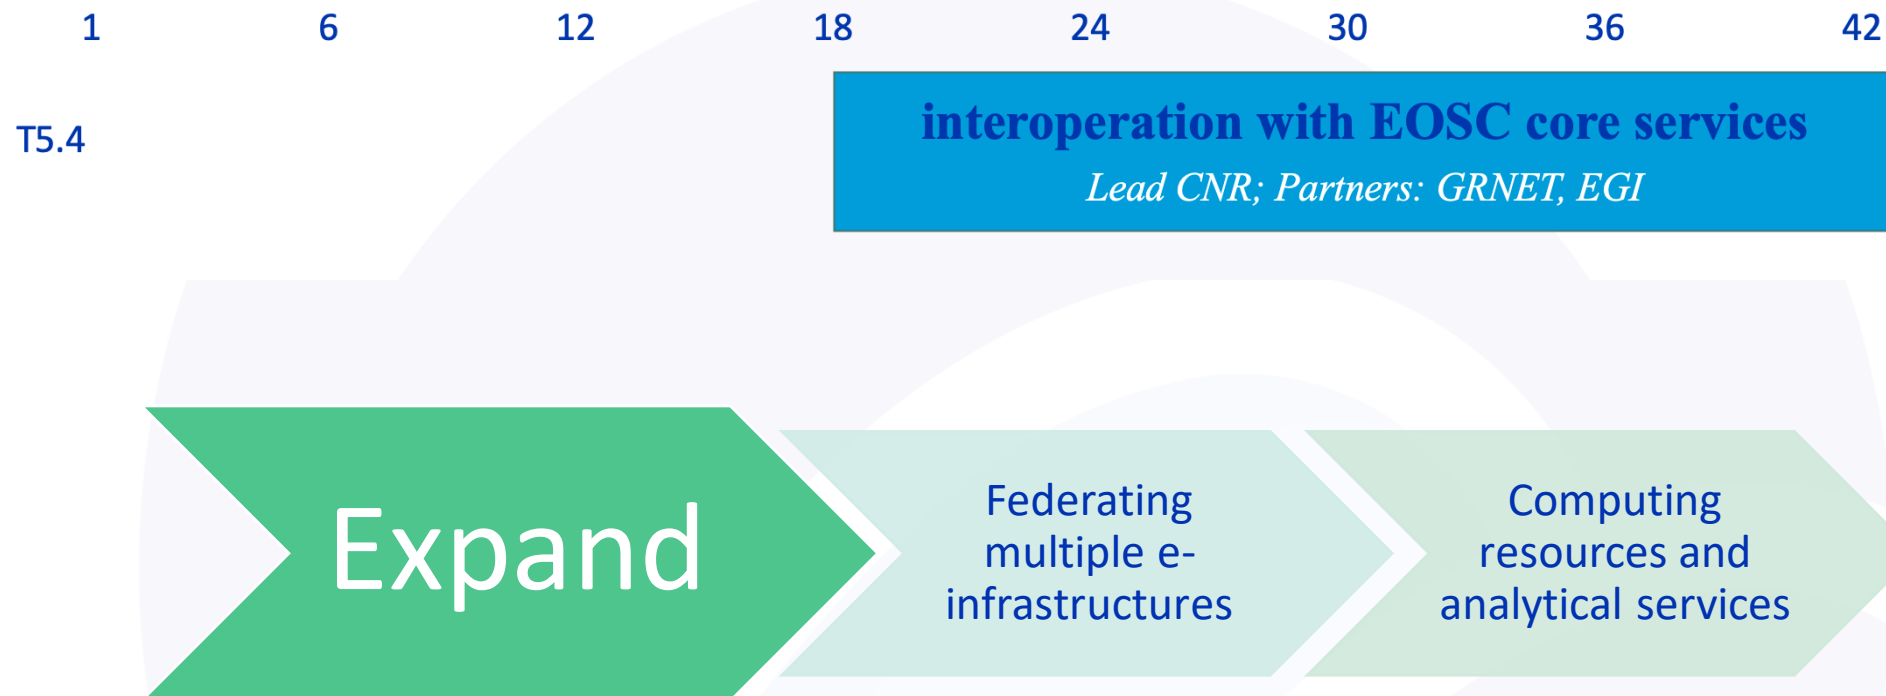 1 6 12 18 24 30 36 42
T5.4
interoperation with EOSC core services
Lead CNR; Partners: GRNET, EGI
Expand
Federating
multiple e-
infrastructures
Computing
resources and
analytical services